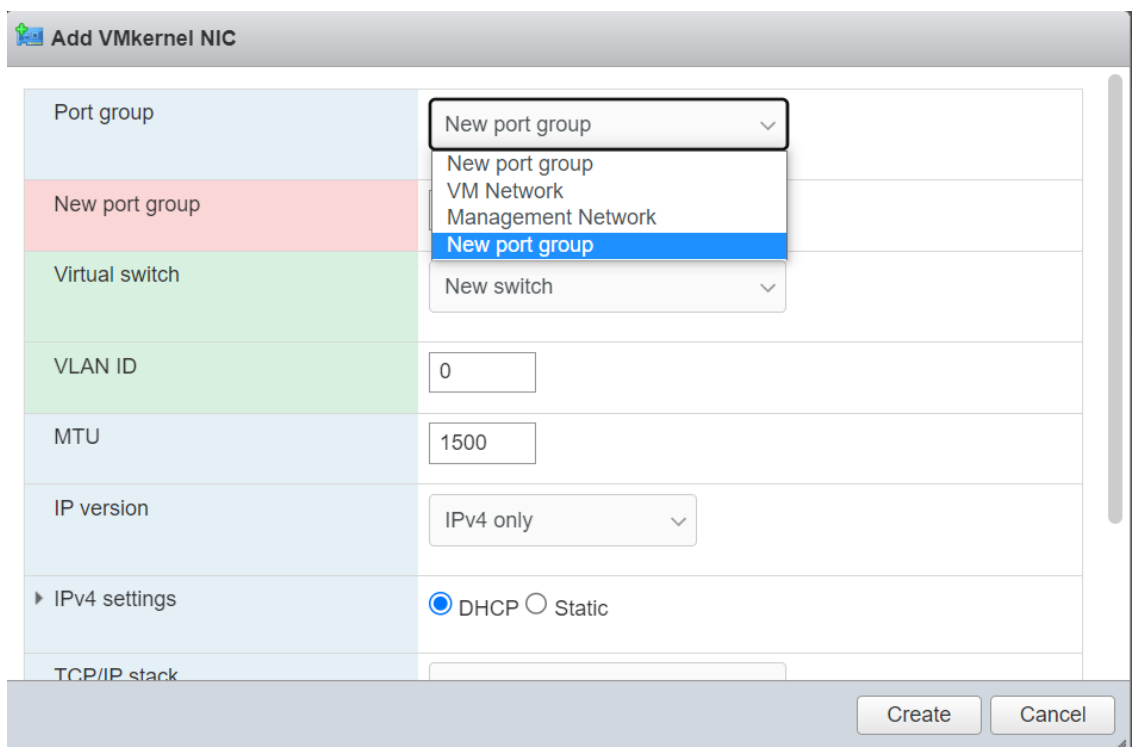 Add VMkernel NIC
Port group
New port group
New port group
VM Network
Management Network
New port group
New port group
Virtual switch
New switch
VLAN ID
0
MTU
1500
IP version
IPv4 only
IPv4 settings
DHCP Static
TCP/IP stack
Create Cancel